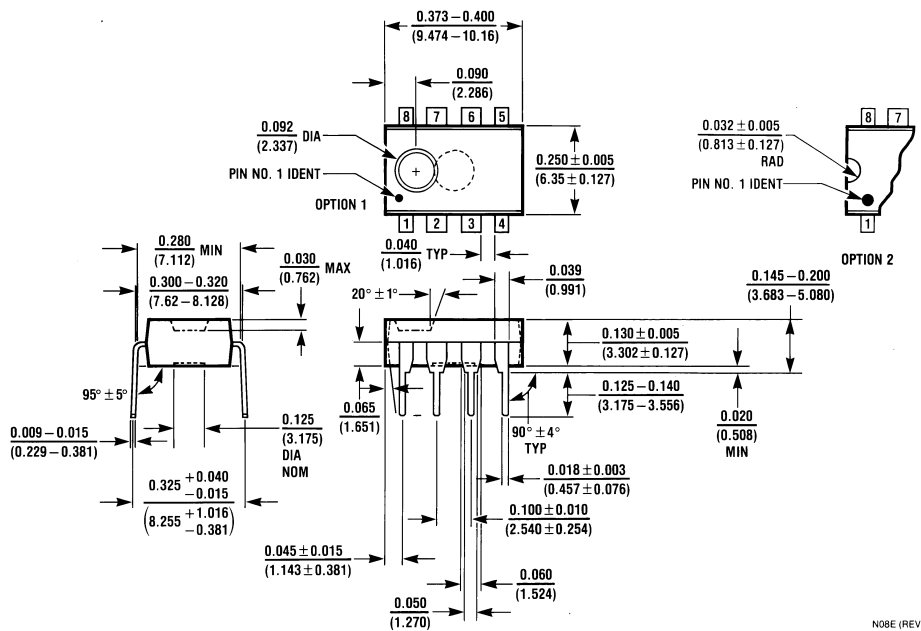 0.373 – 0.400
(9.474 – 10.16)
0.090
(2.286)
8 7 6 5
0.092 DIA
(2.337)
PIN NO. 1 IDENT
OPTION 1
1 2 3 4
0.250 ± 0.005
(6.35 ± 0.127)
0.032 ± 0.005
(0.813 ± 0.127)
RAD
PIN NO. 1 IDENT
8 7
1
OPTION 2
0.280 MIN
(7.112)
0.300 – 0.320
(7.62 – 8.128)
0.030 MAX
(0.762)
0.040 TYP
(1.016)
0.039
(0.991)
20° ± 1°
0.145 – 0.200
(3.683 – 5.080)
0.130 ± 0.005
(3.302 ± 0.127)
0.125 – 0.140
(3.175 – 3.556)
0.020
(0.508)
MIN
95° ± 5°
0.009 – 0.015
(0.229 – 0.381)
0.125
(3.175)
DIA
NOM
0.065
(1.651)
90° ± 4°
TYP
0.018 ± 0.003
(0.457 ± 0.076)
0.325 +0.040
−0.015
(8.255 +1.016
−0.381)
0.100 ± 0.010
(2.540 ± 0.254)
0.045 ± 0.015
(1.143 ± 0.381)
0.060
(1.524)
0.050
(1.270)
N08E (REV